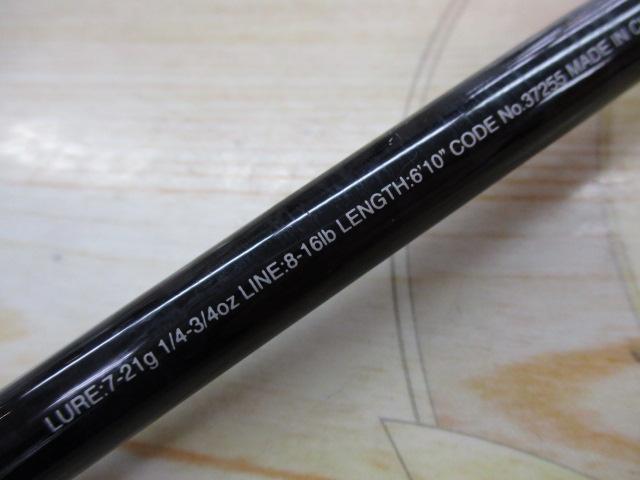 LURE:7-21g 1/4-3/4oz LINE:8-16lb LENGTH:6'10" CODE No.37255 MADE IN